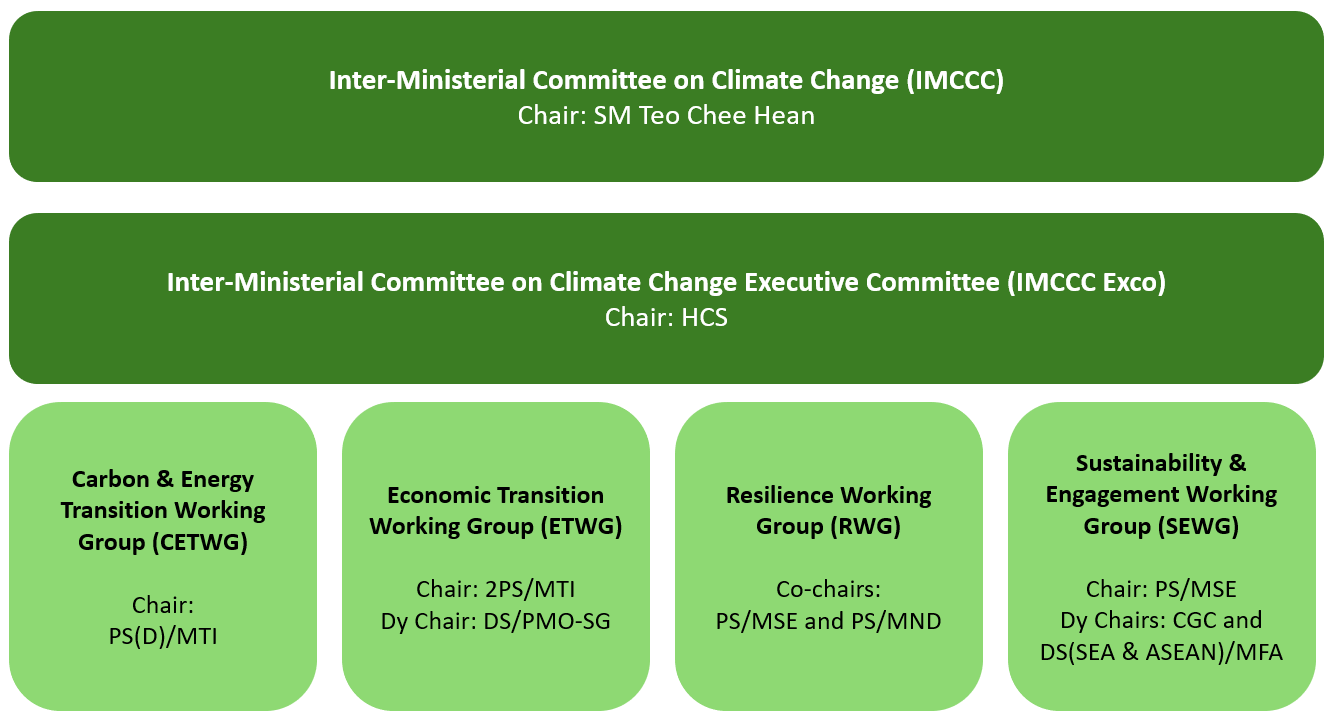 Inter-Ministerial Committee on Climate Change (IMCCC)
Chair: SM Teo Chee Hean
Inter-Ministerial Committee on Climate Change Executive Committee (IMCCC Exco)
Chair: HCS
Carbon & Energy
Transition Working
Group (CETWG)
Chair:
PS(D)/MTI
Economic Transition
Working Group (ETWG)
Chair: 2PS/MTI
Dy Chair: DS/PMO-SG
Resilience Working
Group (RWG)
Co-chairs:
PS/MSE and PS/MND
Sustainability &
Engagement Working
Group (SEWG)
Chair: PS/MSE
Dy Chairs: CGC and
DS(SEA & ASEAN)/MFA